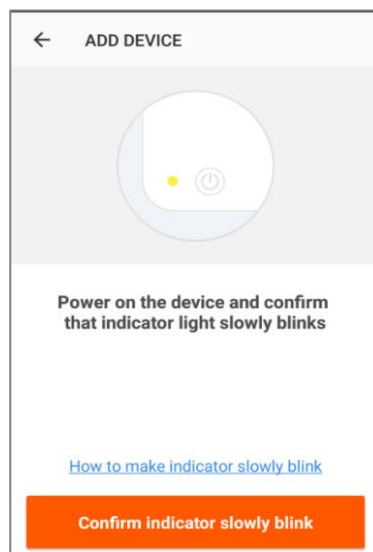 ADD DEVICE
Power on the device and confirm
that indicator light slowly blinks
How to make indicator slowly blink
Confirm indicator slowly blink